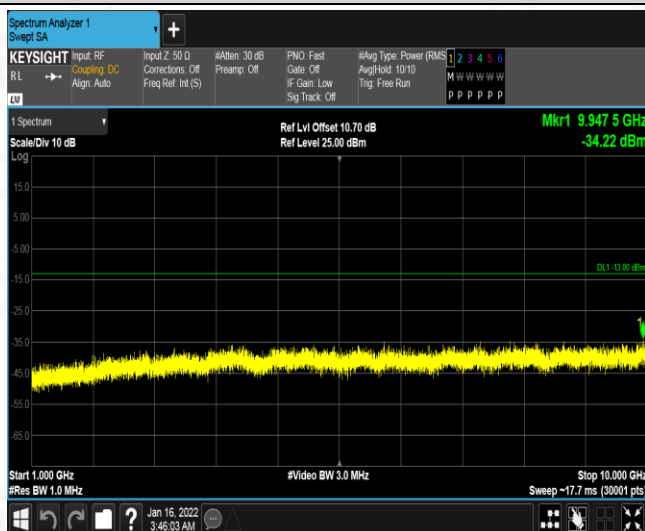 Spectrum Analyzer 1
Swept SA
+
KEYSIGHT
RL
LXI
Input: RF
Coupling: DC
Align: Auto
Input Z: 50 Ω
Corrections: Off
Freq Ref: Int (S)
#Atten: 30 dB
Preamp: Off
PNO: Fast
Gate: Off
IF Gain: Low
Sig Track: Off
#Avg Type: Power (RMS
Avg|Hold: 10/10
Trig: Free Run
1 2 3 4 5 6
M W W W W W
P P P P P P
1 Spectrum
Scale/Div 10 dB
Log
Ref Lvl Offset 10.70 dB
Ref Level 25.00 dBm
Mkr1 9.947 5 GHz
-34.22 dBm
15.0
5.00
-5.00
-15.0
-25.0
-35.0
-45.0
-55.0
-65.0
DL1 -13.00 dBm
1
Start 1.000 GHz
#Res BW 1.0 MHz
#Video BW 3.0 MHz
Stop 10.000 GHz
Sweep ~17.7 ms (30001 pts)
?
Jan 16, 2022
3:46:03 AM